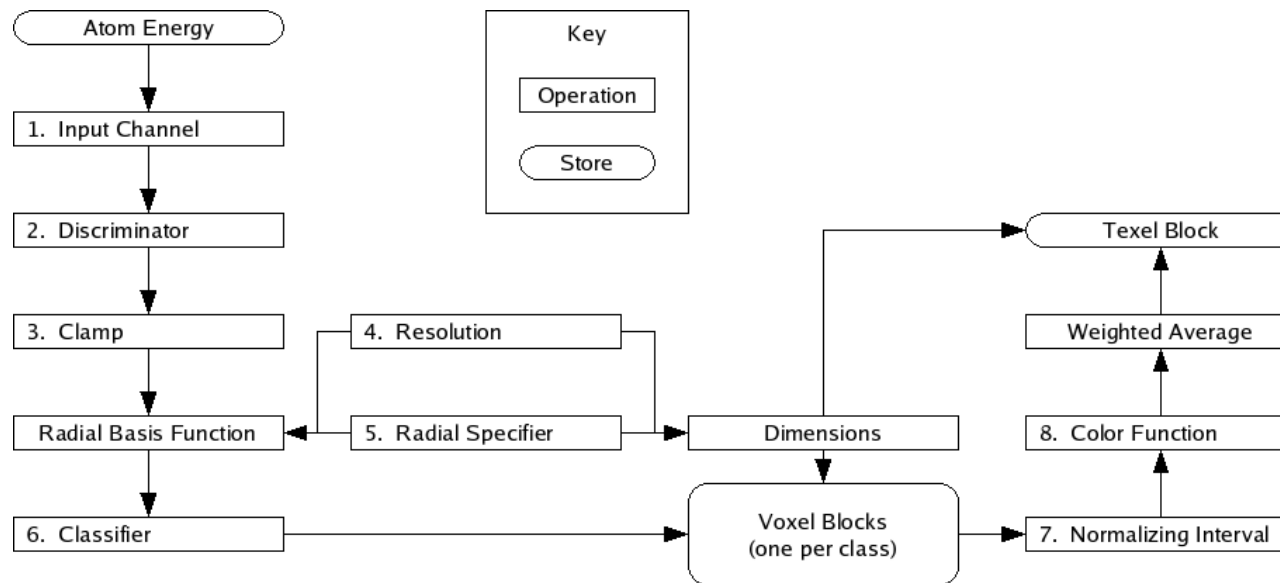 Atom Energy
1. Input Channel
2. Discriminator
3. Clamp
Radial Basis Function
6. Classifier
Key
Operation
Store
4. Resolution
5. Radial Specifier
Dimensions
Voxel Blocks
(one per class)
Texel Block
Weighted Average
8. Color Function
7. Normalizing Interval